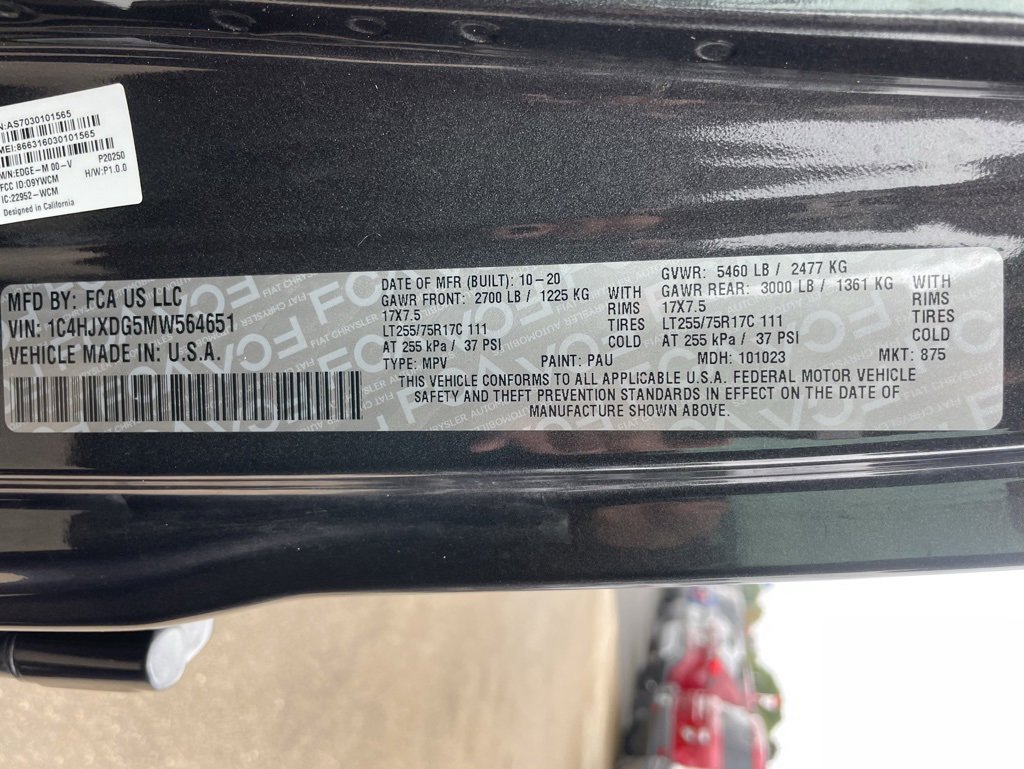 N:AS7030101565
MEI:866316030101565
M/N:EDGE-M 00-V P20250
FCC ID:09YWCM H/W:P1.0.0
IC:22952-WCM
Designed in California
MFD BY: FCA US LLC
VIN: 1C4HJXDG5MW564651
VEHICLE MADE IN: U.S.A.
DATE OF MFR (BUILT): 10-20
GAWR FRONT: 2700 LB / 1225 KG WITH
17X7.5 RIMS
LT255/75R17C 111 TIRES
AT 255 kPa / 37 PSI COLD
GVWR: 5460 LB / 2477 KG
GAWR REAR: 3000 LB / 1361 KG WITH
17X7.5 RIMS
LT255/75R17C 111 TIRES
AT 255 kPa / 37 PSI COLD
TYPE: MPV PAINT: PAU MDH: 101023 MKT: 875
THIS VEHICLE CONFORMS TO ALL APPLICABLE U.S.A. FEDERAL MOTOR VEHICLE
SAFETY AND THEFT PREVENTION STANDARDS IN EFFECT ON THE DATE OF
MANUFACTURE SHOWN ABOVE.